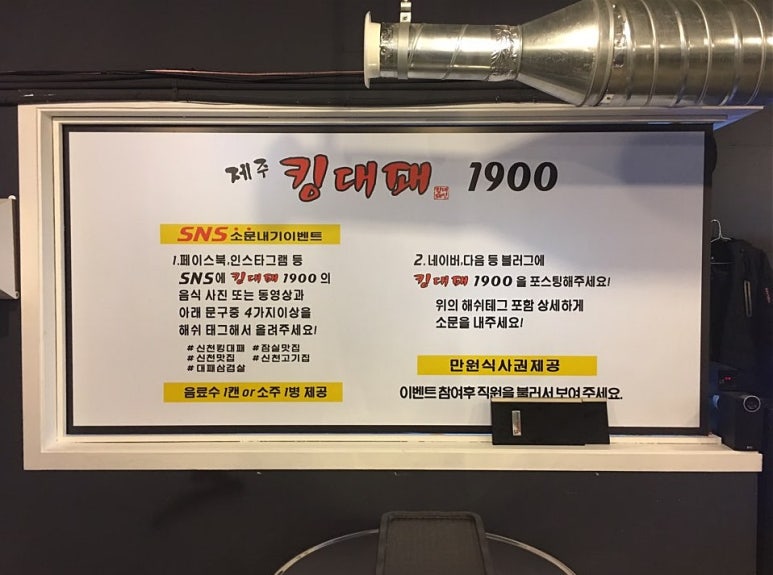 제주 킹대패 1900
SNS 소문내기이벤트
1.페이스북,인스타그램 등
SNS에 킹대패 1900 의
음식 사진 또는 동영상과
아래 문구중 4가지이상을
해쉬 태그해서 올려주세요!
#신천킹대패 #잠실맛집
#신천맛집 #신천고기집
#대패삼겹살
음료수 1캔 or 소주 1병 제공
2. 네이버,다음 등 블러그에
킹대패 1900 을 포스팅해주세요!
위의 해쉬테그 포함 상세하게
소문을 내주세요!
만원식사권제공
이벤트 참여후 직원을 불러서 보여 주세요.